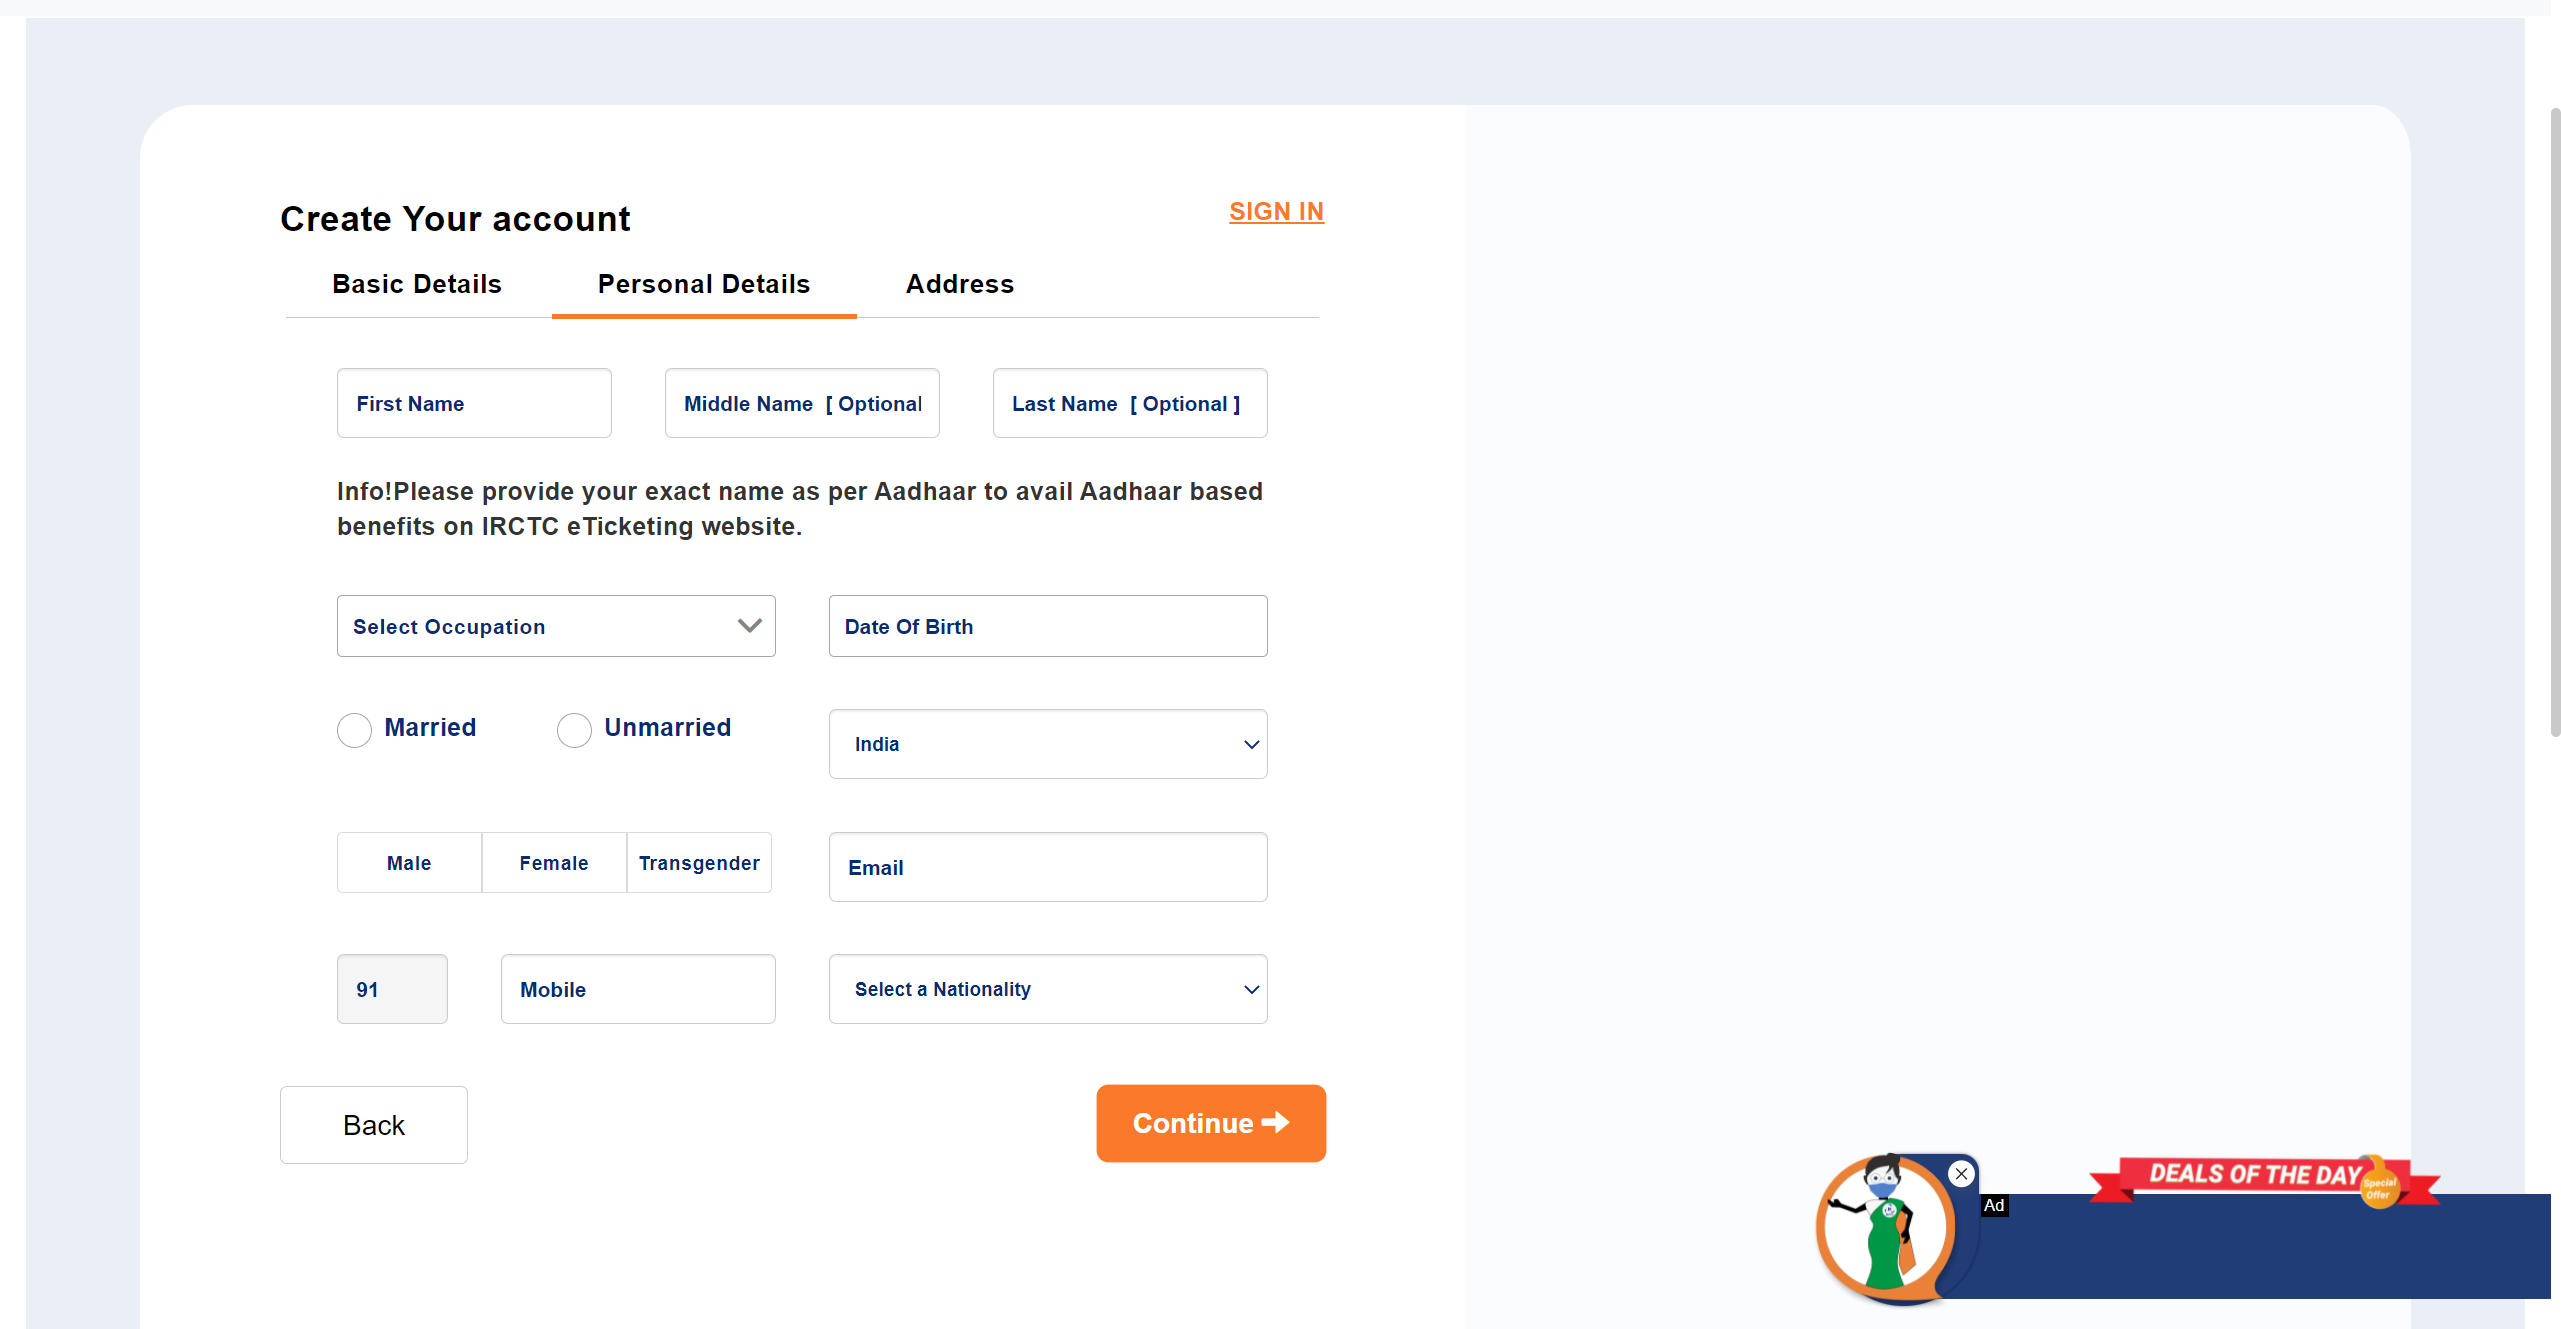 Create Your account
SIGN IN
Basic Details
Personal Details
Address
First Name
Middle Name [ Optional
Last Name [ Optional ]
Info!Please provide your exact name as per Aadhaar to avail Aadhaar based
benefits on IRCTC eTicketing website.
Select Occupation
Date Of Birth
Married
Unmarried
India
Male
Female
Transgender
Email
91
Mobile
Select a Nationality
Back
Continue
DEALS OF THE DAY
Special
Offer
Ad